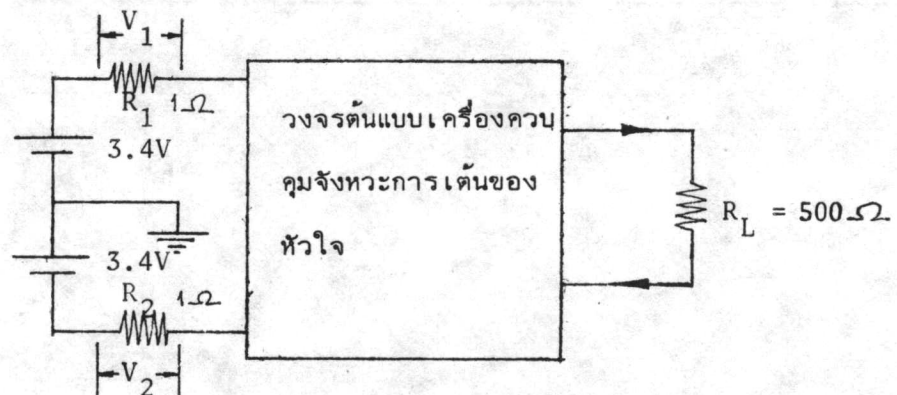 V1
R1 1Ω
3.4V
วงจรต้นแบบเครื่องควบ
คุมจังหวะการเต้นของ
หัวใจ
RL = 500Ω
3.4V
R2 1Ω
V2